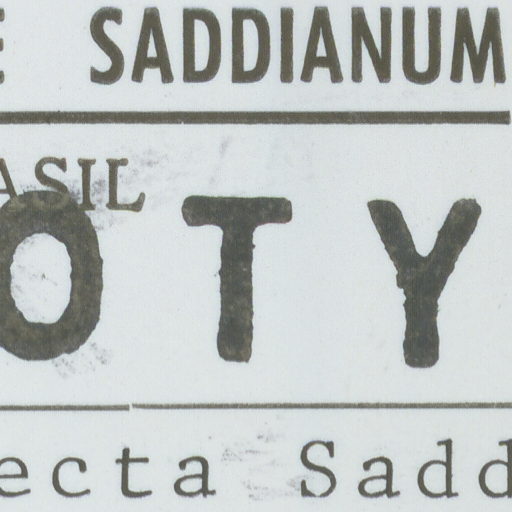 E SADDIANUM
ASIL
OTY
ecta Sadd